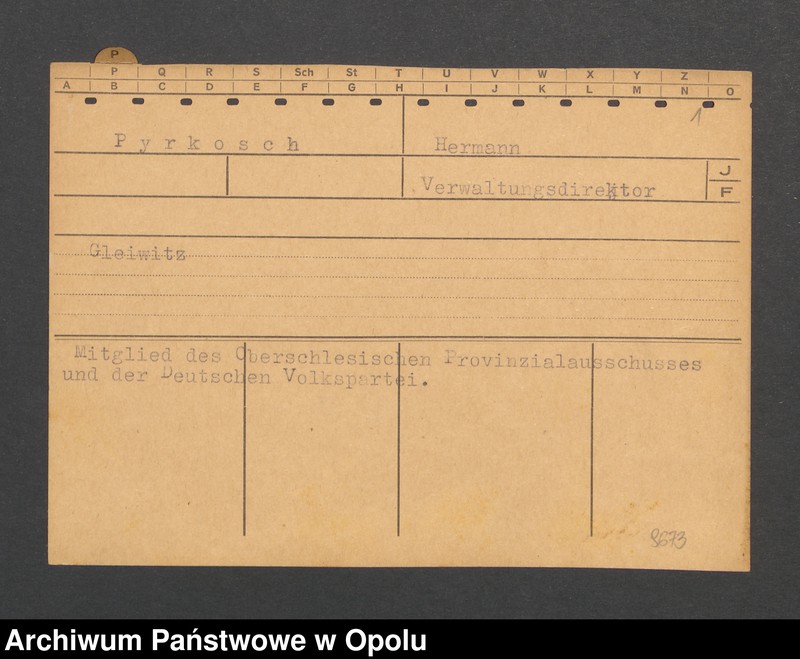 P
P Q R S Sch St T U V W X Y Z
A B C D E F G H I J K L M N O
1
Pyrkosch Hermann
Verwaltungsdirektor J
F
Gleiwitz
Mitglied des Oberschlesischen Provinzialausschusses
und der Deutschen Volkspartei.
8673
Archiwum Państwowe w Opolu